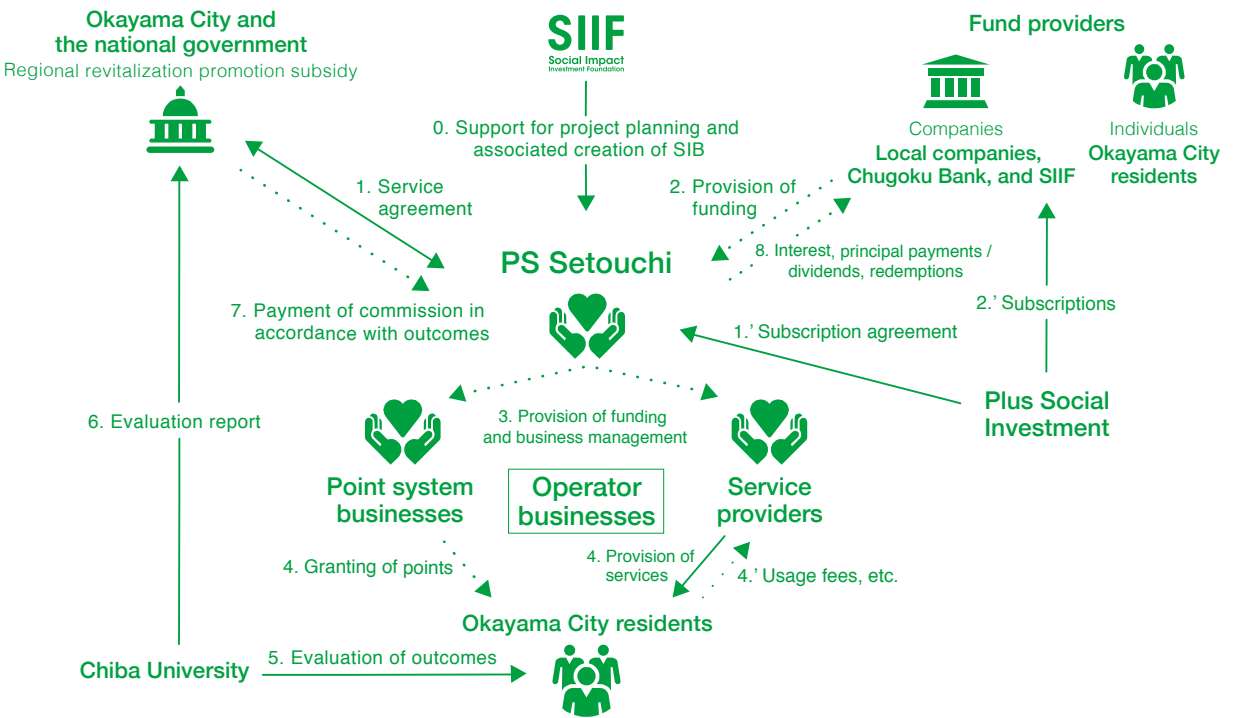 Okayama City and
the national government
Regional revitalization promotion subsidy
SIIF
Social Impact
Investment Foundation
Fund providers
Companies
Local companies,
Chugoku Bank, and SIIF
Individuals
Okayama City
residents
0. Support for project planning and
associated creation of SIB
1. Service
agreement
2. Provision of
funding
8. Interest, principal payments /
dividends, redemptions
PS Setouchi
7. Payment of commission in
accordance with outcomes
2.' Subscriptions
1.' Subscription agreement
Plus Social
Investment
6. Evaluation report
3. Provision of funding
and business management
Point system
businesses
Operator
businesses
Service
providers
4. Granting of points
4. Provision of
services
4.' Usage fees, etc.
Okayama City residents
Chiba University
5. Evaluation of outcomes